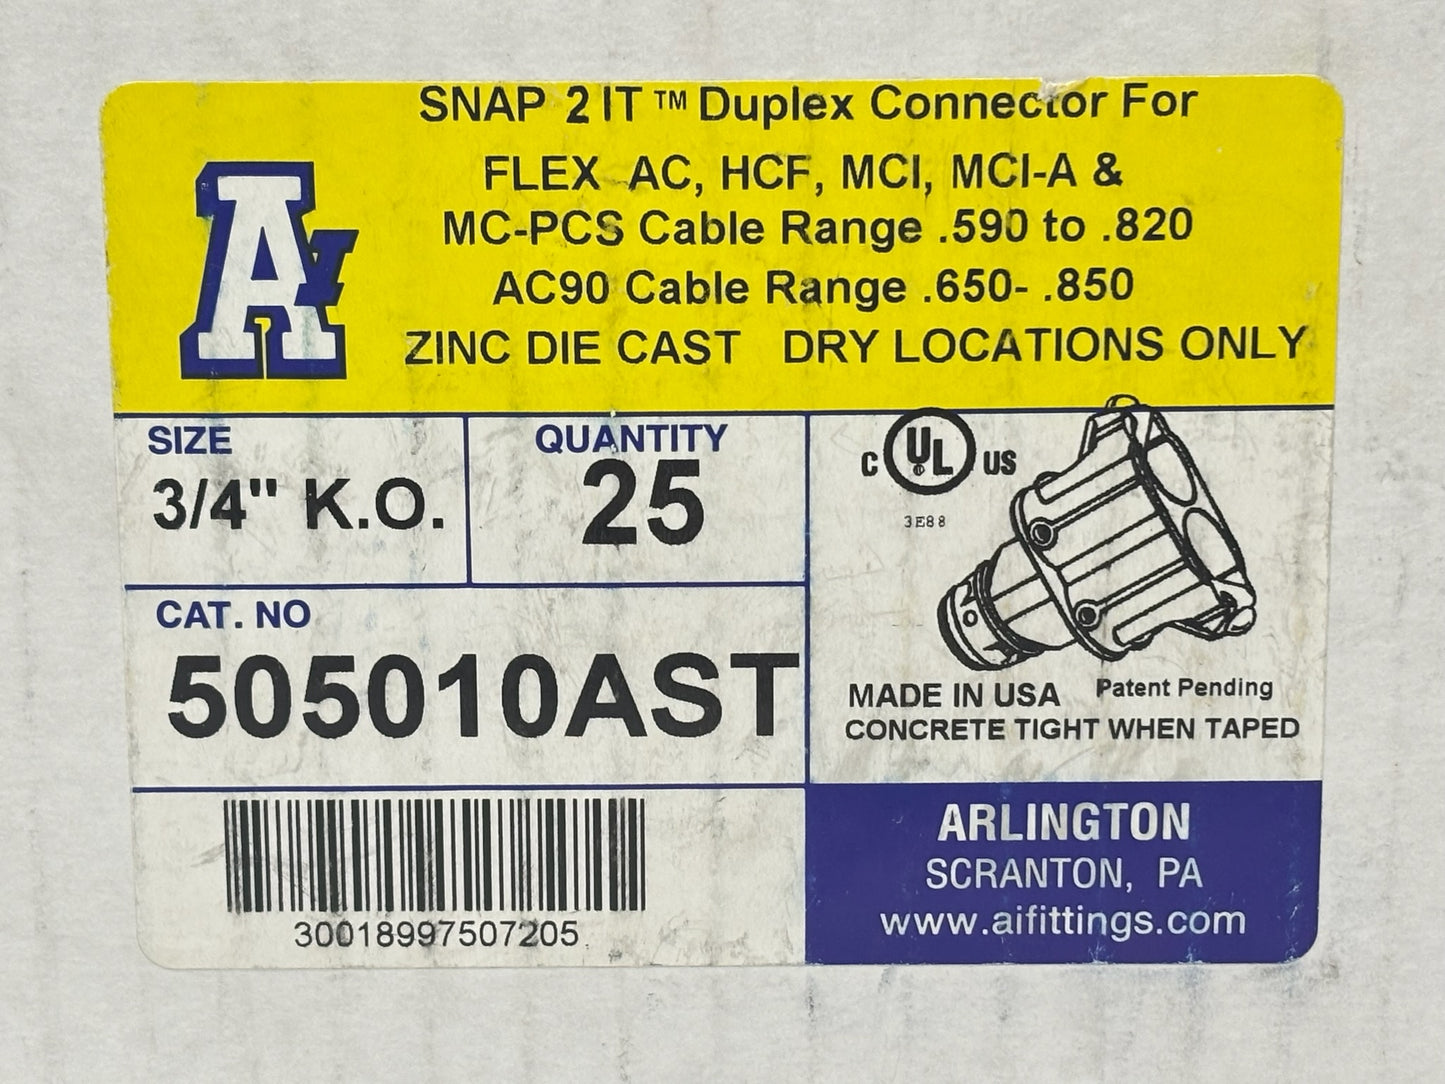 SNAP 2 IT™ Duplex Connector For
FLEX AC, HCF, MCI, MCI-A &
MC-PCS Cable Range .590 to .820
AC90 Cable Range .650- .850
ZINC DIE CAST DRY LOCATIONS ONLY
A
SIZE
3/4" K.O.
QUANTITY
25
C UL US
3E88
CAT. NO
505010AST
MADE IN USA Patent Pending
CONCRETE TIGHT WHEN TAPED
30018997507205
ARLINGTON
SCRANTON, PA
www.aifittings.com